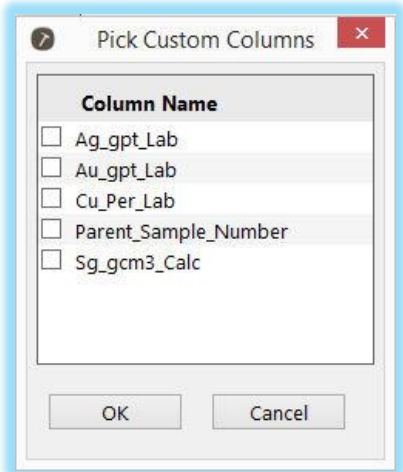 Pick Custom Columns
Column Name
Ag_gpt_Lab
Au_gpt_Lab
Cu_Per_Lab
Parent_Sample_Number
Sg_gcm3_Calc
OK Cancel